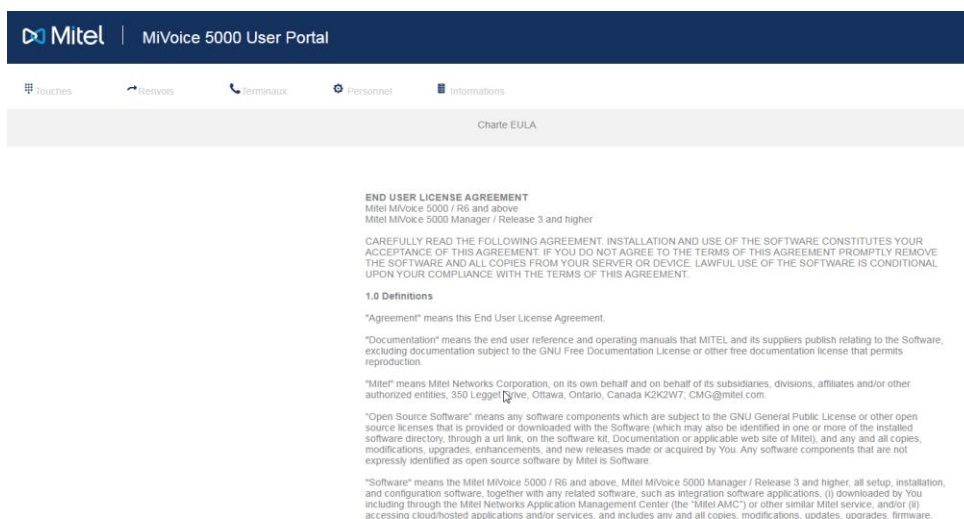 Mitel | MiVoice 5000 User Portal
Touches Renvois Terminaux Personnel Informations
Charte EULA
END USER LICENSE AGREEMENT
Mitel MiVoice 5000 / R6 and above
Mitel MiVoice 5000 Manager / Release 3 and higher
CAREFULLY READ THE FOLLOWING AGREEMENT. INSTALLATION AND USE OF THE SOFTWARE CONSTITUTES YOUR
ACCEPTANCE OF THIS AGREEMENT. IF YOU DO NOT AGREE TO THE TERMS OF THIS AGREEMENT PROMPTLY REMOVE
THE SOFTWARE AND ALL COPIES FROM YOUR SERVER OR DEVICE. LAWFUL USE OF THE SOFTWARE IS CONDITIONAL
UPON YOUR COMPLIANCE WITH THE TERMS OF THIS AGREEMENT.
1.0 Definitions
"Agreement" means this End User License Agreement.
"Documentation" means the end user reference and operating manuals that MITEL and its suppliers publish relating to the Software,
excluding documentation subject to the GNU Free Documentation License or other free documentation license that permits
reproduction.
"Mitel" means Mitel Networks Corporation, on its own behalf and on behalf of its subsidiaries, divisions, affiliates and/or other
authorized entities, 350 Legget Drive, Ottawa, Ontario, Canada K2K2W7; CMG@mitel.com.
"Open Source Software" means any software components which are subject to the GNU General Public License or other open
source licenses that is provided or downloaded with the Software (which may also be identified in one or more of the installed
software directory, through a url link, on the software kit, Documentation or applicable web site of Mitel), and any and all copies,
modifications, upgrades, enhancements, and new releases made or acquired by You. Any software components that are not
expressly identified as open source software by Mitel is Software.
"Software" means the Mitel MiVoice 5000 / R6 and above, Mitel MiVoice 5000 Manager / Release 3 and higher, all setup, installation,
and configuration software, together with any related software, such as integration software applications, (i) downloaded by You
including through the Mitel Networks Application Management Center (the "Mitel AMC") or other similar Mitel service, and/or (ii)
accessing cloud/hosted applications and/or services, and includes any and all copies, modifications, updates, upgrades, firmware,